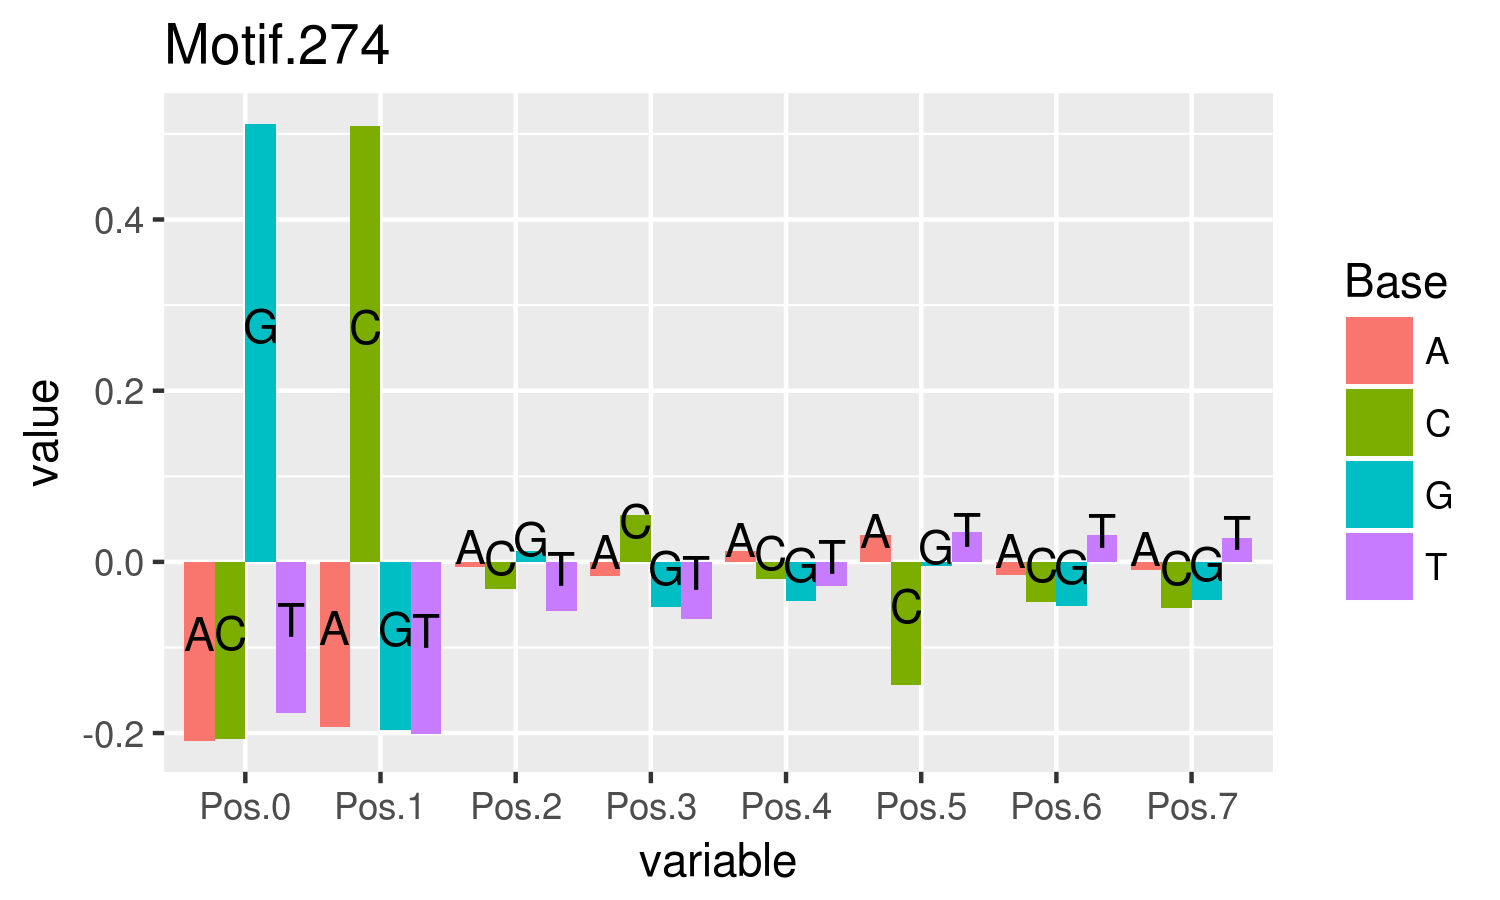 Motif.274
0.4
0.2
0.0
-0.2
value
A C G T
A C G T
A C G T
A C G T
A C G T
A C G T
A C G T
A C G T
Pos.0 Pos.1 Pos.2 Pos.3 Pos.4 Pos.5 Pos.6 Pos.7
variable
Base
A
C
G
T